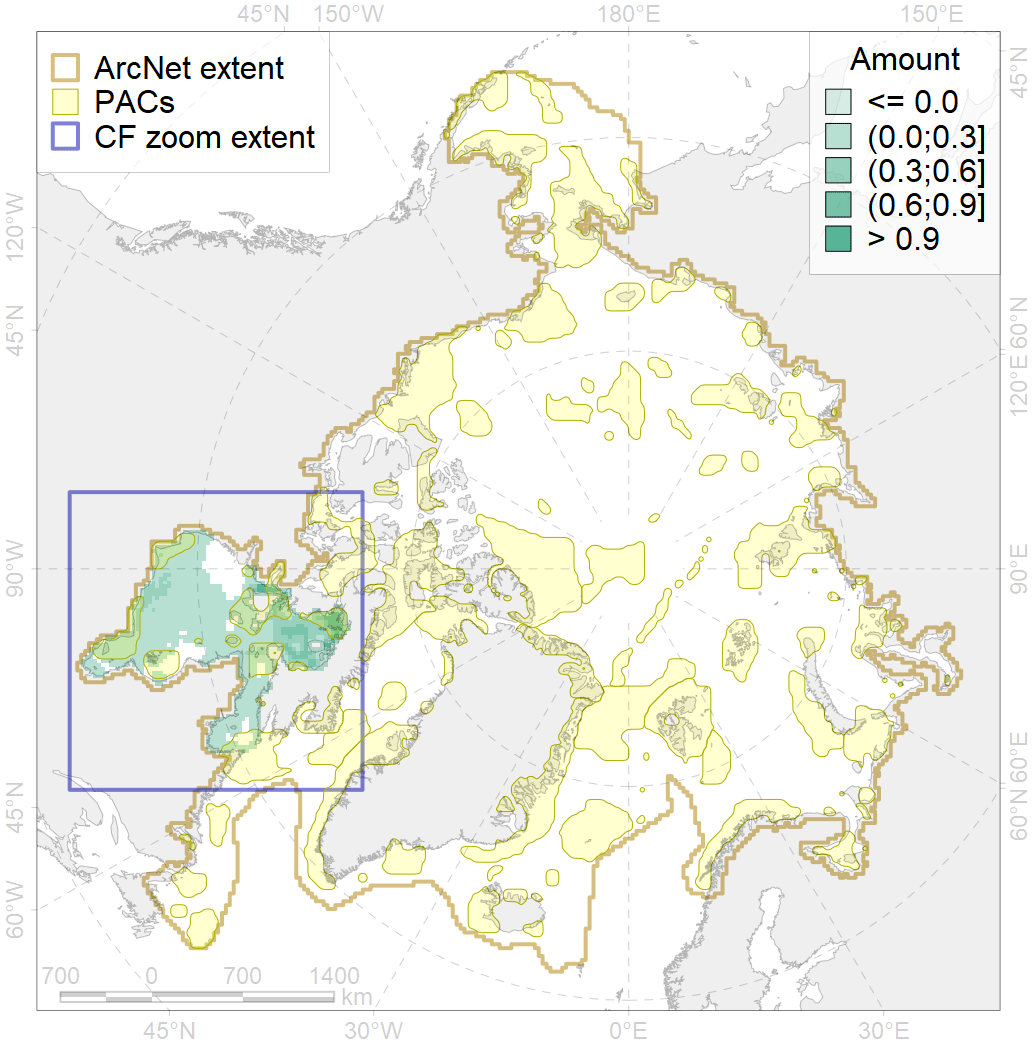 45°N 150°W 180°E 150°E
ArcNet extent
PACs
CF zoom extent
Amount
<= 0.0
(0.0;0.3]
(0.3;0.6]
(0.6;0.9]
> 0.9
45°N
120°W
45°N
90°W
45°N
60°W
60°N
120°E
90°E
60°E
60°N
700 0 700 1400
km
45°N 30°W 0°E 30°E